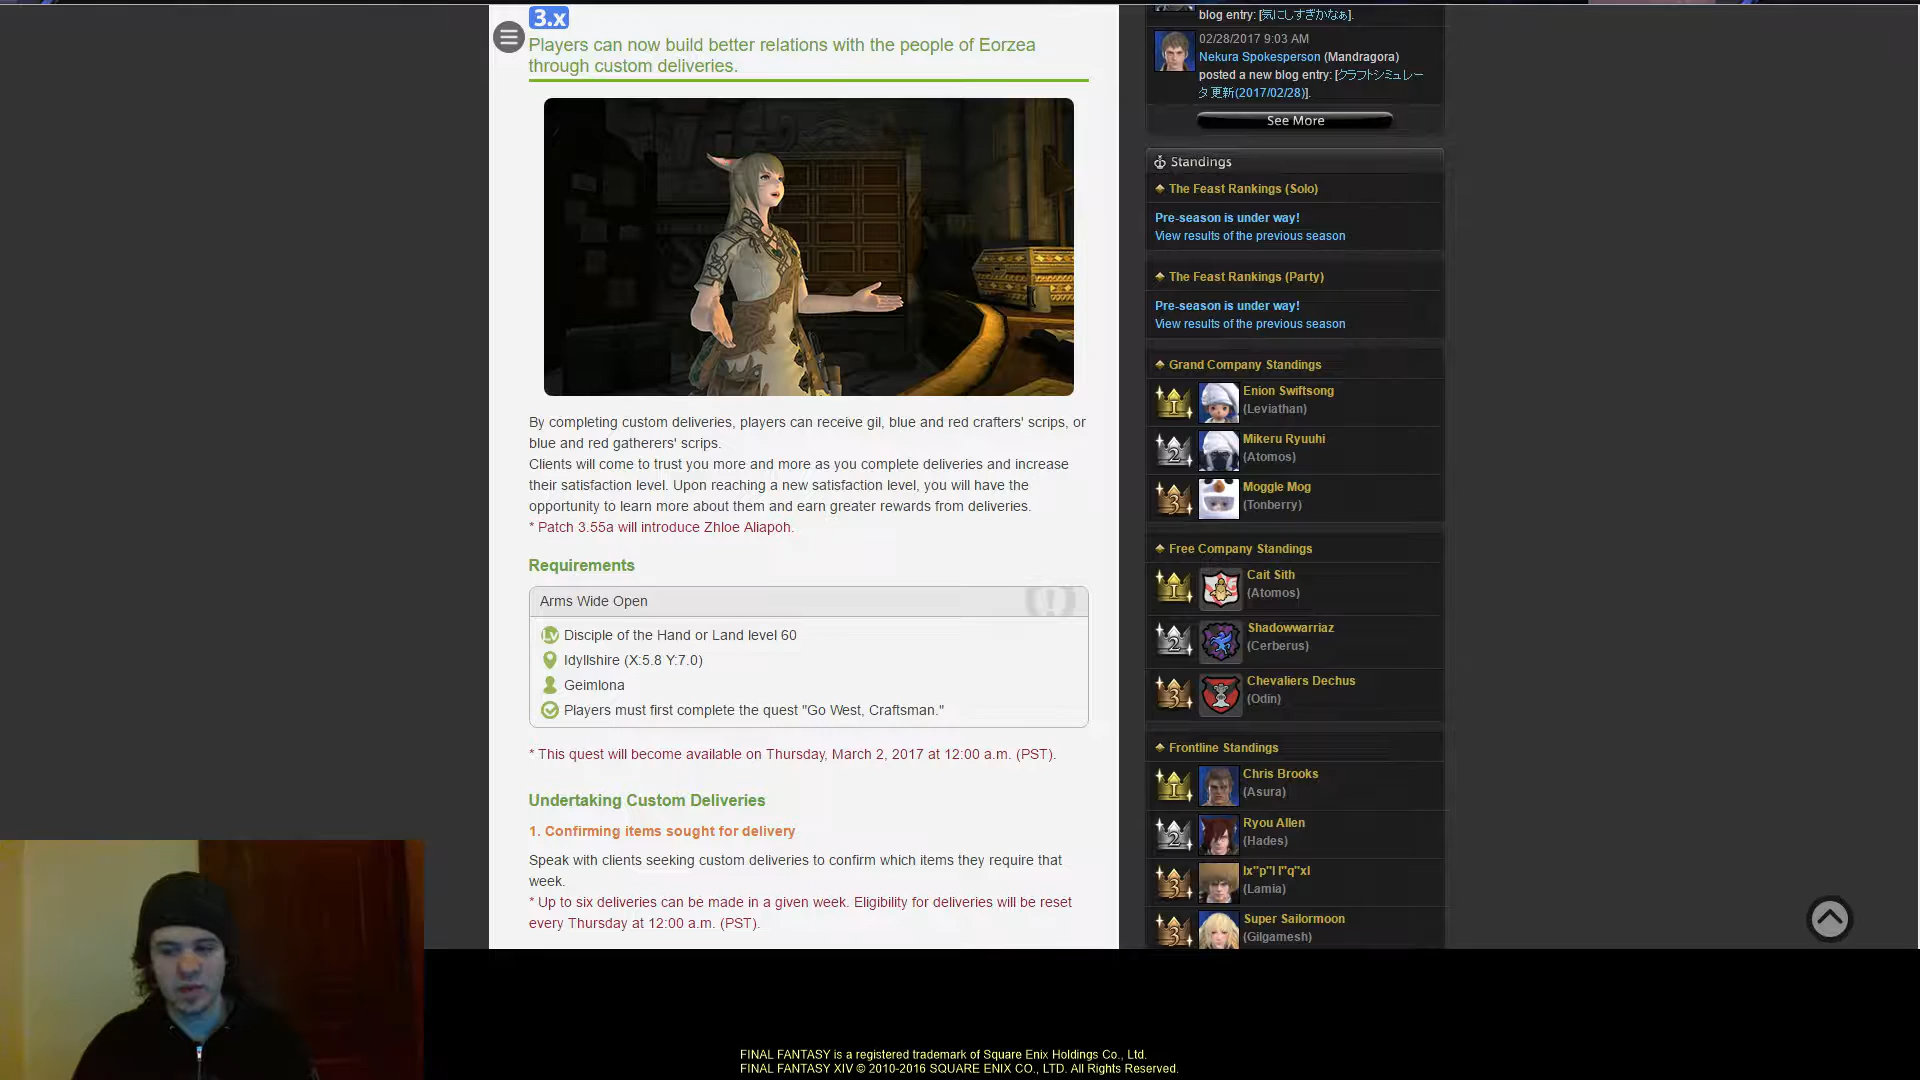 3.x
Players can now build better relations with the people of Eorzea
through custom deliveries.
By completing custom deliveries, players can receive gil, blue and red crafters' scrips, or
blue and red gatherers' scrips.
Clients will come to trust you more and more as you complete deliveries and increase
their satisfaction level. Upon reaching a new satisfaction level, you will have the
opportunity to learn more about them and earn greater rewards from deliveries.
* Patch 3.55a will introduce Zhloe Aliapoh.
Requirements
Arms Wide Open
Lv Disciple of the Hand or Land level 60
Idyllshire (X:5.8 Y:7.0)
Geimlona
Players must first complete the quest "Go West, Craftsman."
* This quest will become available on Thursday, March 2, 2017 at 12:00 a.m. (PST).
Undertaking Custom Deliveries
1. Confirming items sought for delivery
Speak with clients seeking custom deliveries to confirm which items they require that
week.
* Up to six deliveries can be made in a given week. Eligibility for deliveries will be reset
every Thursday at 12:00 a.m. (PST).
blog entry: [気にしすぎかなぁ].
02/28/2017 9:03 AM
Nekura Spokesperson (Mandragora)
posted a new blog entry: [クラフトシミュレー
タ 更新(2017/02/28)].
See More
Standings
The Feast Rankings (Solo)
Pre-season is under way!
View results of the previous season
The Feast Rankings (Party)
Pre-season is under way!
View results of the previous season
Grand Company Standings
1 Enion Swiftsong
(Leviathan)
2 Mikeru Ryuuhi
(Atomos)
3 Moggle Mog
(Tonberry)
Free Company Standings
1 Cait Sith
(Atomos)
2 Shadowwarriaz
(Cerberus)
3 Chevaliers Dechus
(Odin)
Frontline Standings
1 Chris Brooks
(Asura)
2 Ryou Allen
(Hades)
3
(Lamia)
3 Super Sailormoon
(Gilgamesh)
FINAL FANTASY is a registered trademark of Square Enix Holdings Co., Ltd.
FINAL FANTASY XIV © 2010-2016 SQUARE ENIX CO., LTD. All Rights Reserved.